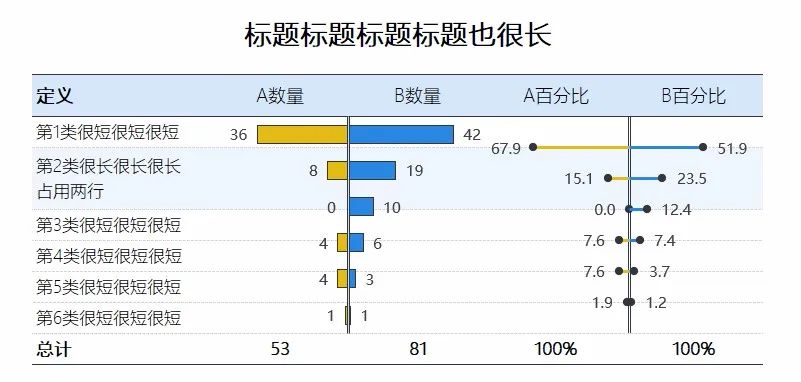 标题标题标题标题也很长
定义 A数量 B数量 A百分比 B百分比
第1类很短很短很短 36 42 67.9 51.9
第2类很长很长很长 8 19 15.1 23.5
占用两行
0 10 0.0 12.4
第3类很短很短很短
4 6 7.6 7.4
第4类很短很短很短
4 3 7.6 3.7
第5类很短很短很短
1.9 1.2
第6类很短很短很短 1 1
总计 53 81 100% 100%